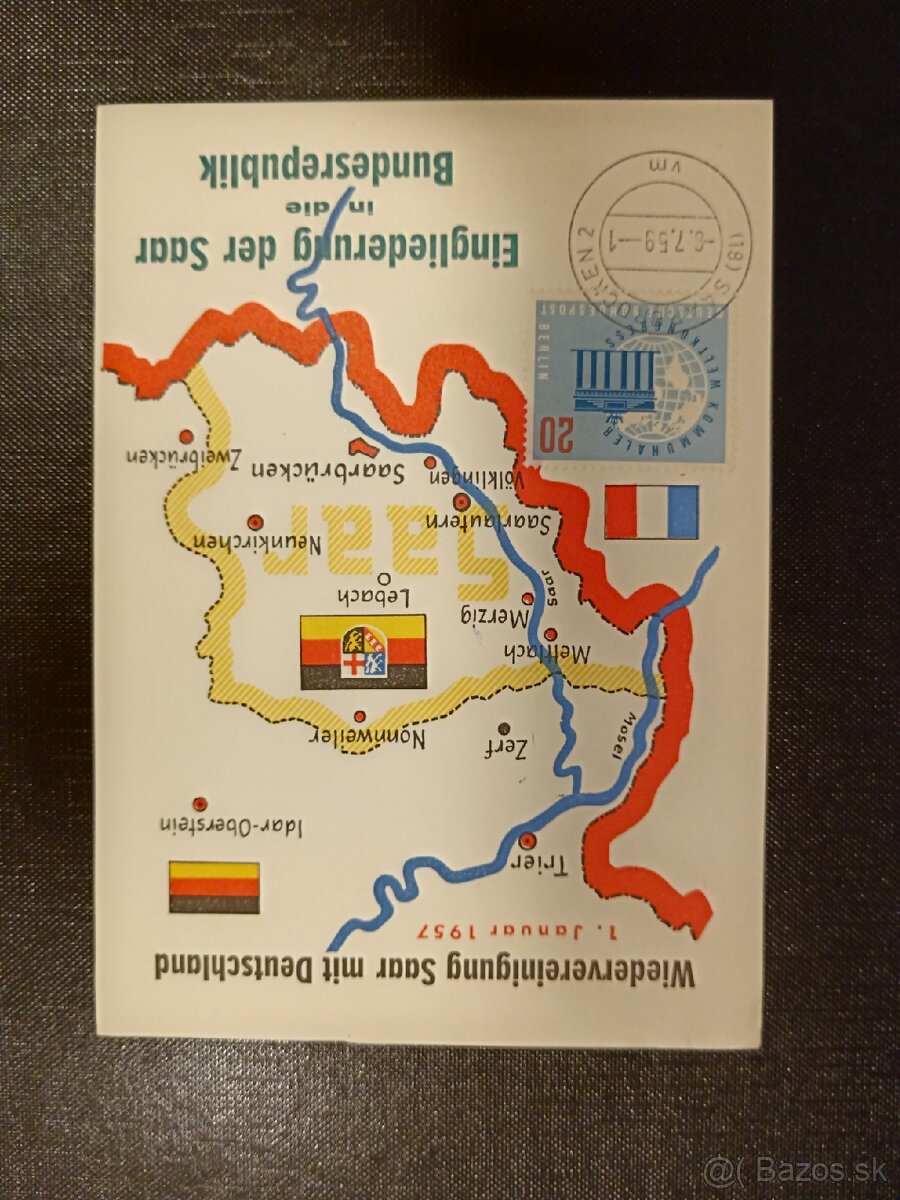 Wiedervereinigung Saar mit Deutschland
1. Januar 1957
Trier
Idar-Oberstein
Mosel
Zerf
Nonnweiler
Mettlach
Merzig
Saar
Lebach
Saar
Neunkirchen
Saarlautern
Völklingen
Saarbrücken
Zweibrücken
20
KOMMUNALER WELTKONGRESS
DEUTSCHE BUNDESPOST
BERLIN
7.59--1
vm
Eingliederung der Saar
in die
Bundesrepublik
@( Bazos.sk